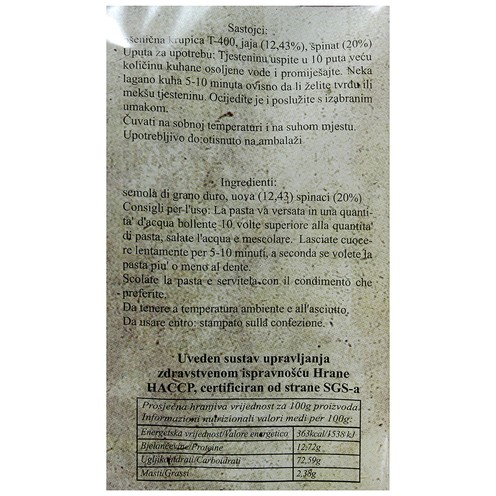 Sastojci:
pšenična krupica T-400, jaja (12,43%), špinat (20%)
Uputa za upotrebu: Tjesteninu uspite u 10 puta veću
količinu kuhane osoljene vode i promiješajte. Neka
lagano kuha 5-10 minuta ovisno da li želite tvrđu ili
mekšu tjesteninu. Ocijedite je i poslužite s izabranim
umakom.
Čuvati na sobnoj temperaturi i na suhom mjestu.
Upotrebljivo do:otisnuto na ambalaži
Ingredienti:
semola di grano duro, uova (12,43) spinaci (20%)
Consigli per l'uso: La pasta va versata in una quanti-
ta' d'acqua bollente 10 volte superiore alla quantita'
di pasta, salate l'acqua e mescolare. Lasciate cuoce-
re lentamente per 5-10 minuti, a seconda se volete la
pasta piu' o meno al dente.
Scolate la pasta e servitela con il condimento che
preferite.
Da tenere a temperatura ambiente e all'asciutto.
Da usare entro: stampato sulla confezione.
Uveden sustav upravljanja
zdravstvenom ispravnošću Hrane
HACCP, certificiran od strane SGS-a
Prosječna hranjiva vrijednost za 100g proizvoda
Informazioni nutrizionali valori medi per 100g:
Energetska vrijednost/Valore energetico 363kcal/1538 kJ
Bjelančevine/Proteine 12.72g
Ugljikohidrati/Carboidrati 72,59g
Masti/Grassi 2,38g